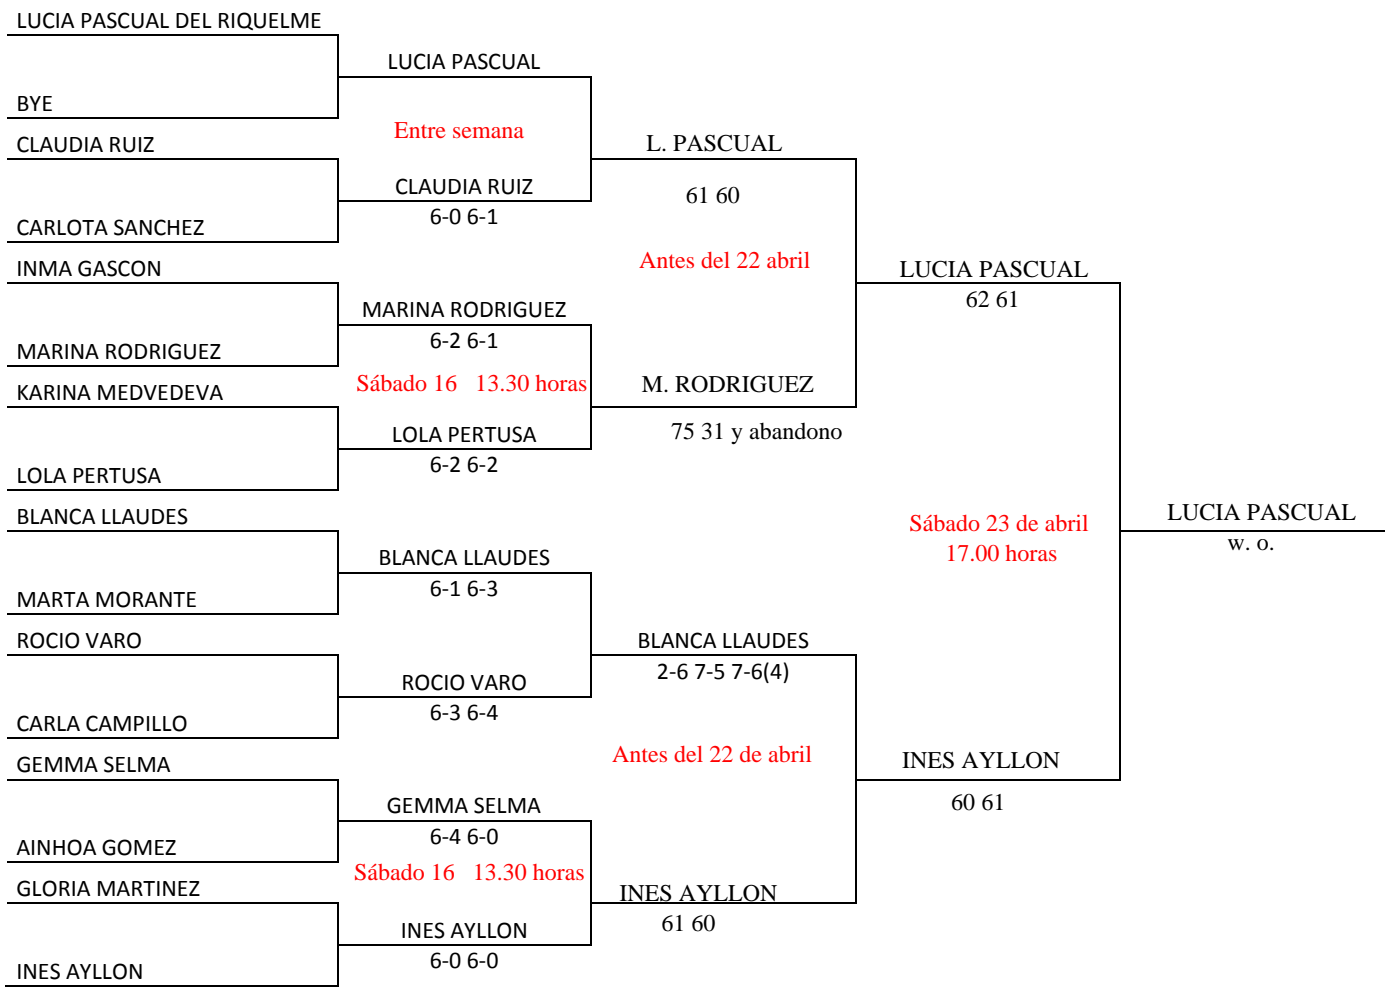 LUCIA PASCUAL DEL RIQUELME
LUCIA PASCUAL
BYE
Entre semana
CLAUDIA RUIZ
L. PASCUAL
CLAUDIA RUIZ
6-0 6-1
61 60
CARLOTA SANCHEZ
INMA GASCON
Antes del 22 abril
LUCIA PASCUAL
62 61
MARINA RODRIGUEZ
6-2 6-1
MARINA RODRIGUEZ
KARINA MEDVEDEVA
Sábado 16 13.30 horas
M. RODRIGUEZ
LOLA PERTUSA
6-2 6-2
75 31 y abandono
LOLA PERTUSA
BLANCA LLAUDES
Sábado 23 de abril
17.00 horas
LUCIA PASCUAL
w. o.
BLANCA LLAUDES
6-1 6-3
MARTA MORANTE
ROCIO VARO
BLANCA LLAUDES
2-6 7-5 7-6(4)
ROCIO VARO
6-3 6-4
CARLA CAMPILLO
GEMMA SELMA
Antes del 22 de abril
INES AYLLON
60 61
GEMMA SELMA
6-4 6-0
AINHOA GOMEZ
Sábado 16 13.30 horas
GLORIA MARTINEZ
INES AYLLON
61 60
INES AYLLON
6-0 6-0
INES AYLLON